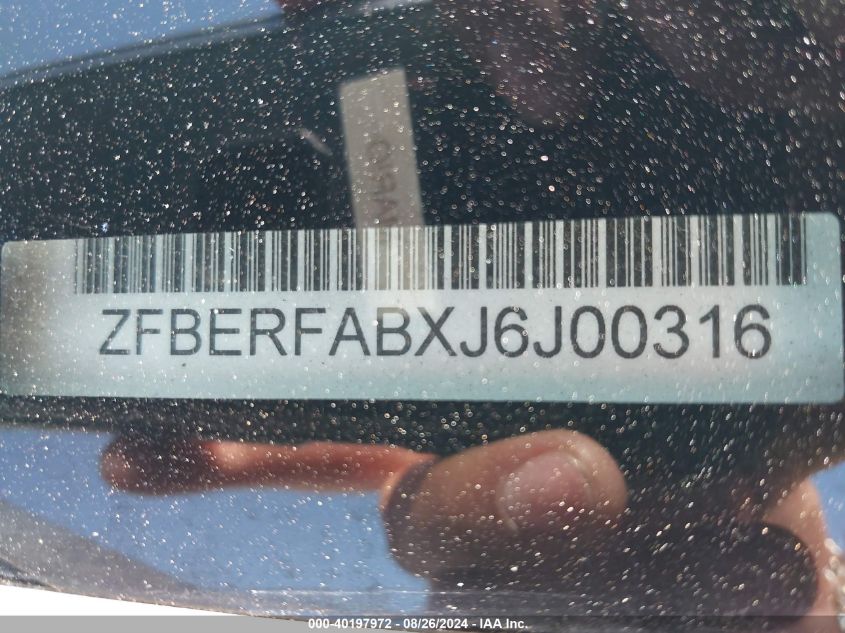 ZFBERFABXJ6J00316
000-40197972 - 08/26/2024 - IAA Inc.